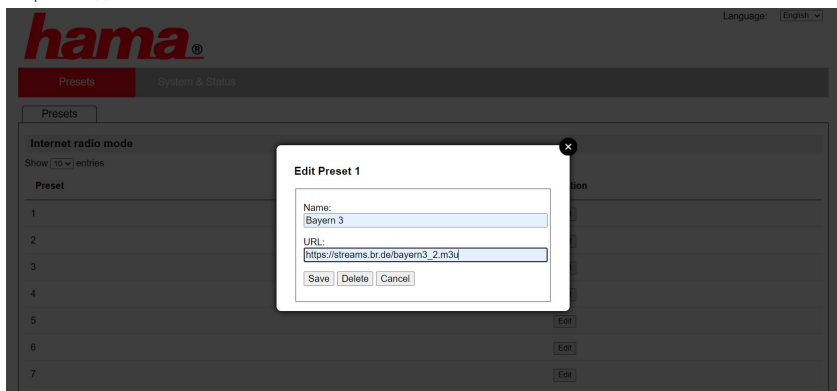 Language: English
hama®
Presets System & Status
Presets
Internet radio mode
Show 10 entries
Preset
1
2
3
4
5 Edit
6 Edit
7 Edit
Edit Preset 1
Name:
Bayern 3
URL:
https://streams.br.de/bayern3_2.m3u
Save Delete Cancel